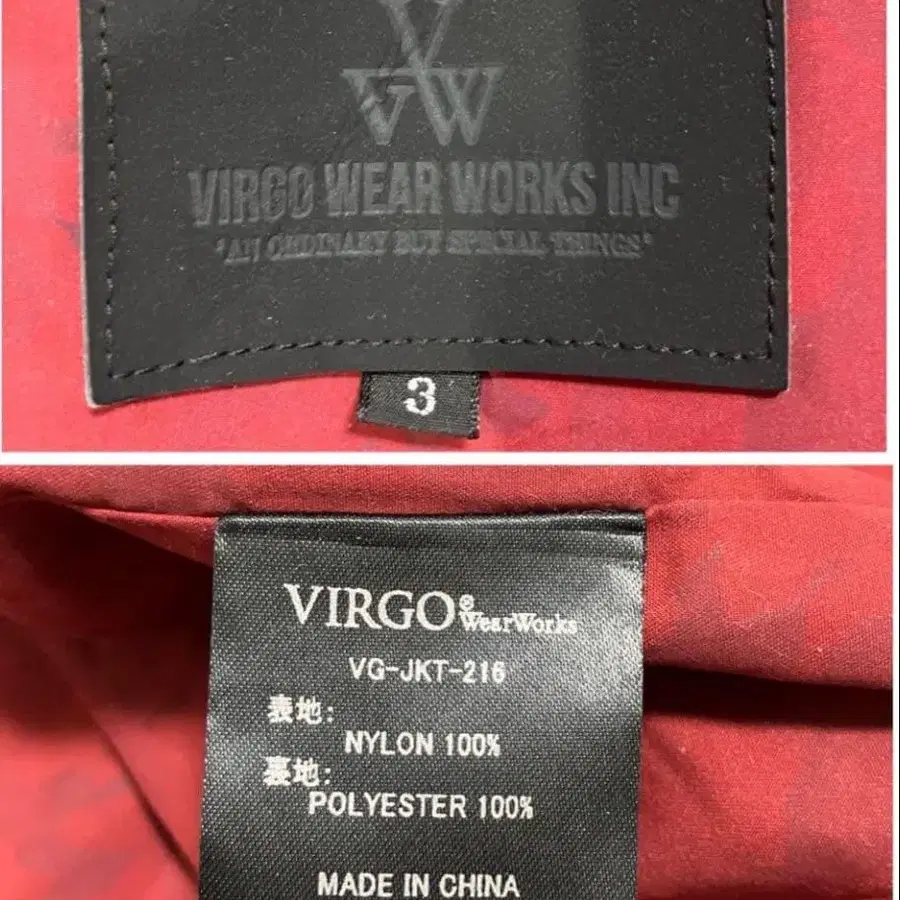 V
VW
VIRGO WEAR WORKS INC
"AN ORDINARY BUT SPECIAL THINGS"
3
VIRGO® WearWorks
VG-JKT-216
表地:
NYLON 100%
裏地:
POLYESTER 100%
MADE IN CHINA